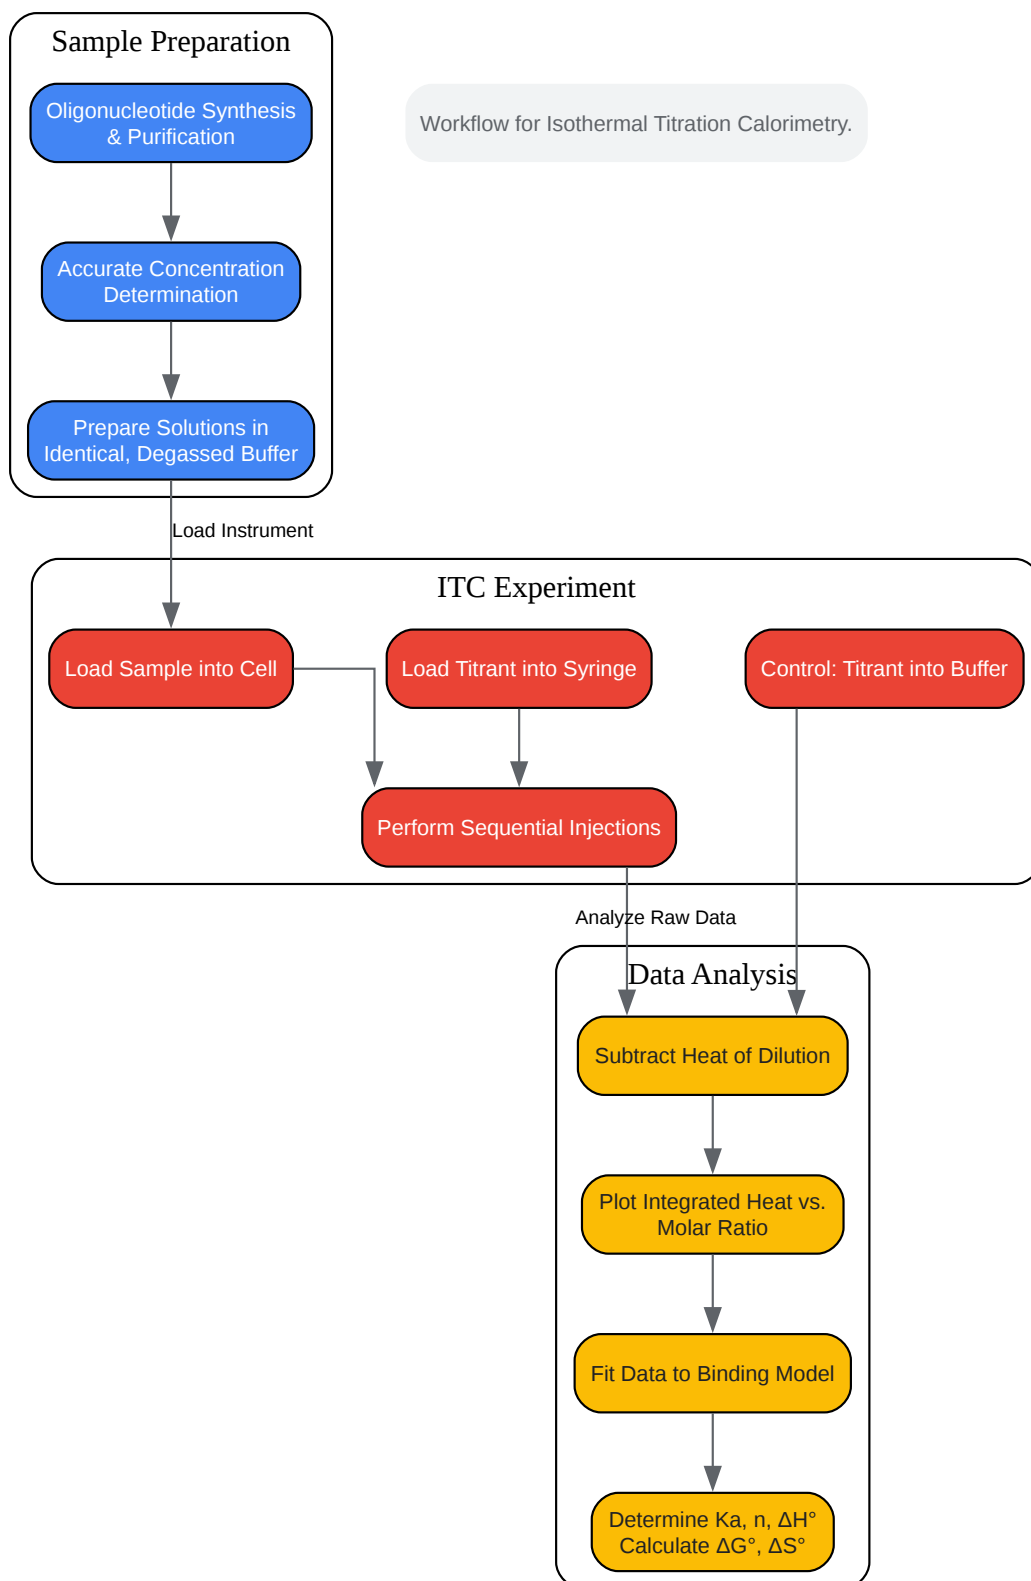 Sample Preparation
Oligonucleotide Synthesis
& Purification
Workflow for Isothermal Titration Calorimetry.
Accurate Concentration
Determination
Prepare Solutions in
Identical, Degassed Buffer
Load Instrument
ITC Experiment
Load Sample into Cell
Load Titrant into Syringe
Control: Titrant into Buffer
Perform Sequential Injections
Analyze Raw Data
Data Analysis
Subtract Heat of Dilution
Plot Integrated Heat vs.
Molar Ratio
Fit Data to Binding Model
Determine Ka, n, ΔH°
Calculate ΔG°, ΔS°